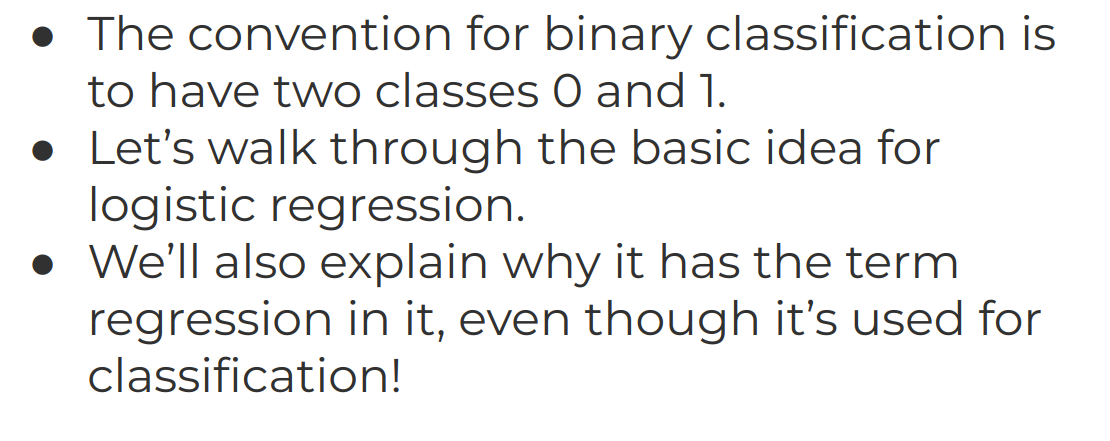 ● The convention for binary classification is
to have two classes 0 and 1.
● Let’s walk through the basic idea for
logistic regression.
● We’ll also explain why it has the term
regression in it, even though it’s used for
classification!